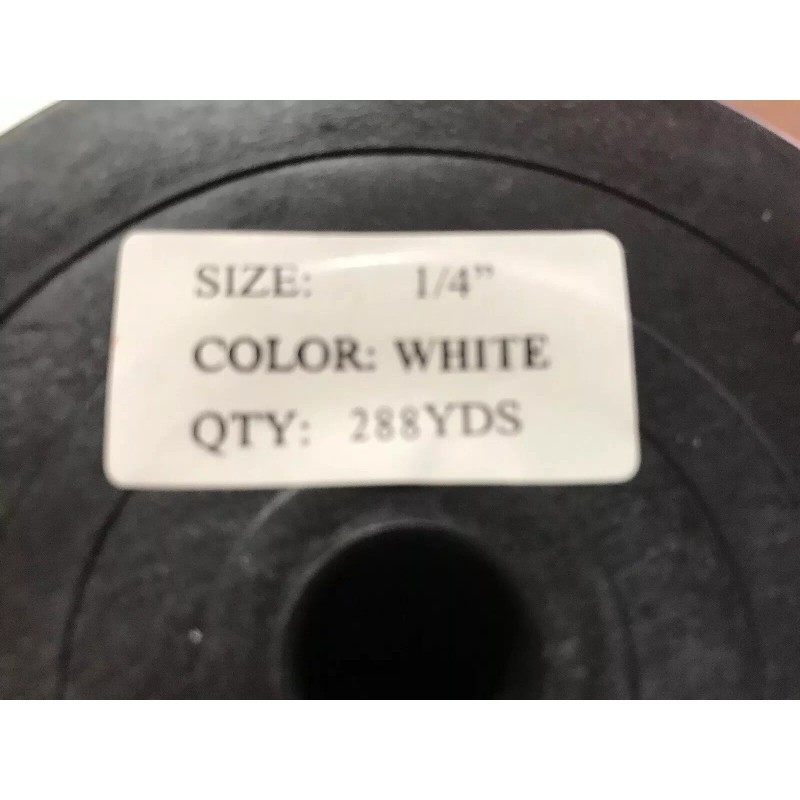 SIZE: 1/4”
COLOR: WHITE
QTY: 288YDS